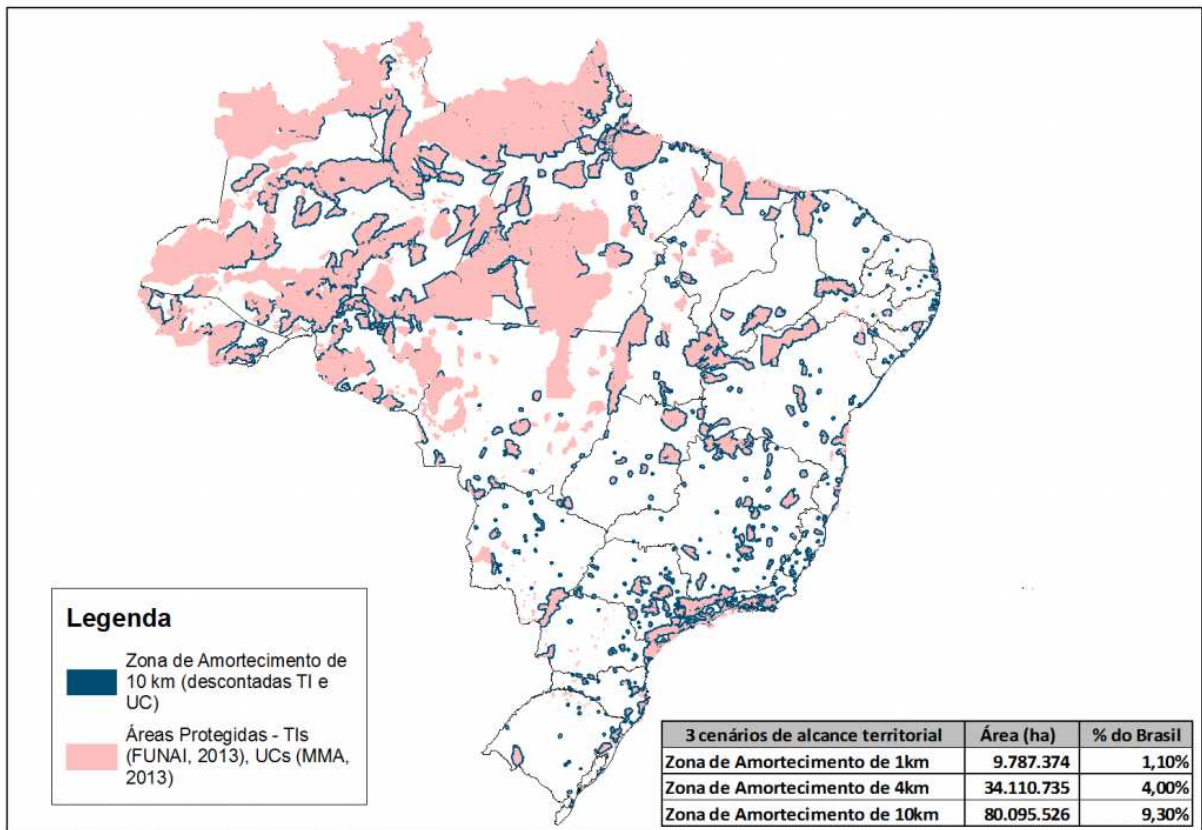 Legenda
Zona de Amortecimento de
10 km (descontadas TI e
UC)
Áreas Protegidas - TIs
(FUNAI, 2013), UCs (MMA,
2013)
3 cenários de alcance territorial Área (ha) % do Brasil
Zona de Amortecimento de 1km 9.787.374 1,10%
Zona de Amortecimento de 4km 34.110.735 4,00%
Zona de Amortecimento de 10km 80.095.526 9,30%